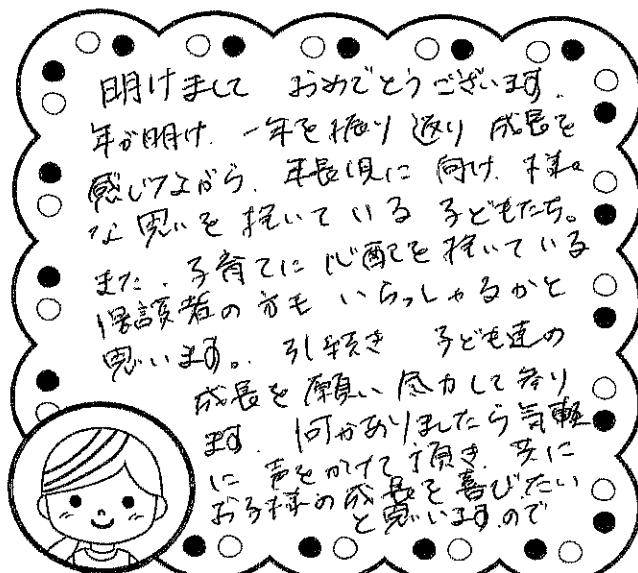 明けまして おめでとうございます.
年が明け. 一年を振り返り 成長を
感じながら. 年長児に 向け. 様々
な思いを抱いている 子どもたち。
また. 子育てに心配を抱いている
保護者の方も いらっしゃるかと
思います。. 引き続き 子ども達の
成長を願い 尽力して参り
ます. 何かありましたら気軽
に 声をかけて頂き. 共に
お子様の成長を喜びたい
と思います.ので